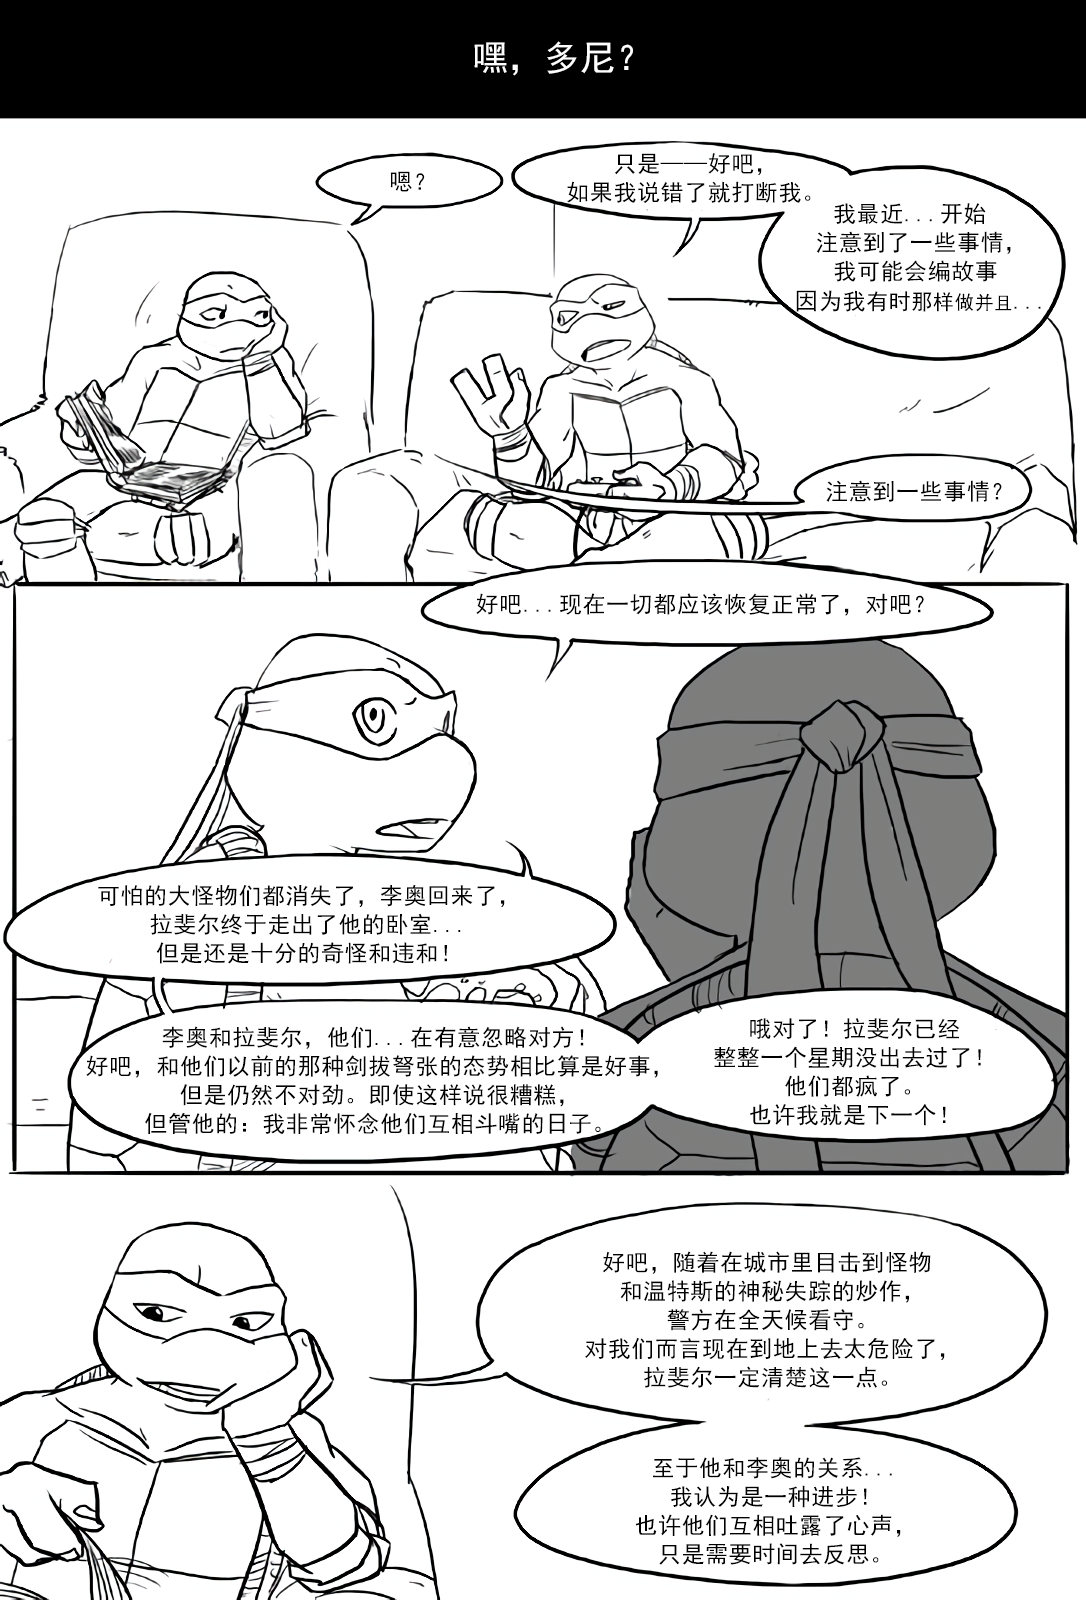 嘿，多尼？
嗯？
只是——好吧，
如果我说错了就打断我。
我最近...开始
注意到了一些事情，
我可能会编故事
因为我有时那样做并且...
注意到一些事情？
好吧...现在一切都应该恢复正常了，对吧？
可怕的大怪物们都消失了，李奥回来了，
拉斐尔终于走出了他的卧室...
但是还是十分的奇怪和违和！
李奥和拉斐尔，他们...在有意忽略对方！
好吧，和他们以前的那种剑拔弩张的态势相比算是好事，
但是仍然不对劲。即使这样说很糟糕，
但管他的：我非常怀念他们互相斗嘴的日子。
哦对了！拉斐尔已经
整整一个星期没出去过了！
他们都疯了。
也许我就是下一个！
好吧，随着在城市里目击到怪物
和温特斯的神秘失踪的炒作，
警方在全天候看守。
对我们而言现在到地上去太危险了，
拉斐尔一定清楚这一点。
至于他和李奥的关系...
我认为是一种进步！
也许他们互相吐露了心声，
只是需要时间去反思。